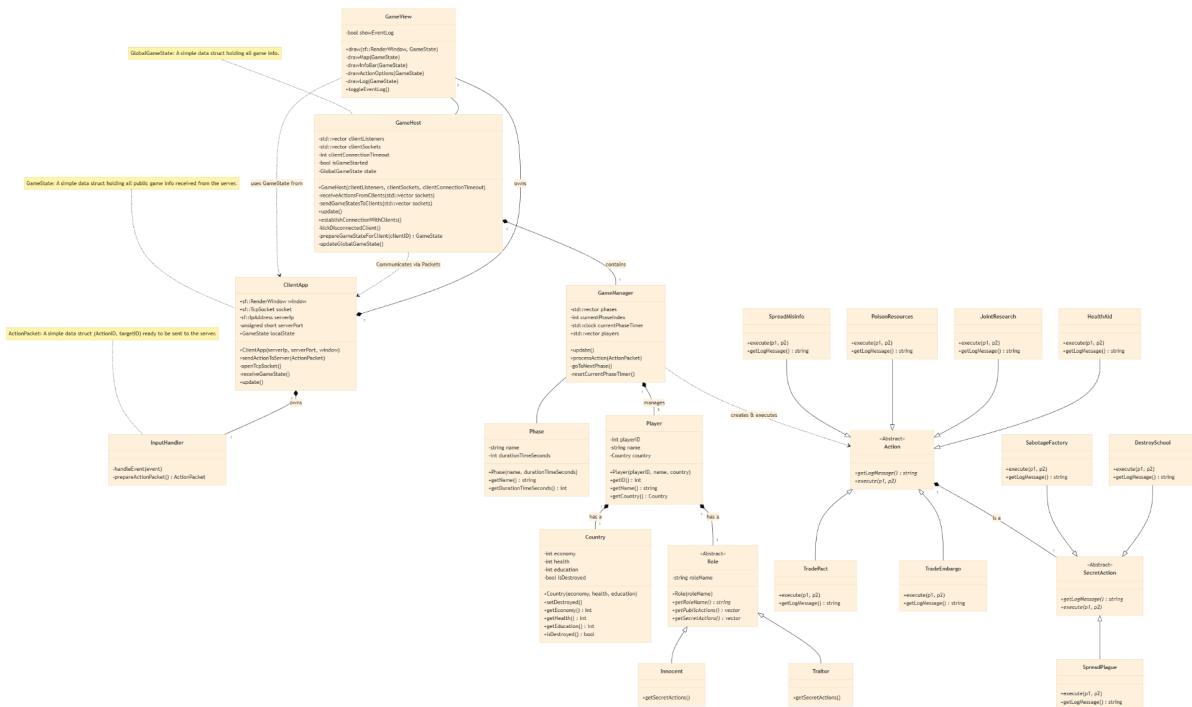 GameView
-bool showEventLog
+draw(sf::RenderWindow, GameState)
-drawMap(GameState)
-drawInfoBar(GameState)
-drawActionOptions(GameState)
-drawLog(GameState)
+toggleEventLog()
GlobalGameState: A simple data struct holding all game info.
GameHost
-std::vector clientListeners
-std::vector clientSockets
-int clientConnectionTimeout
-bool isGameStarted
-GlobalGameState state
+GameHost(clientListeners, clientSockets, clientConnectionTimeout)
-receiveActionsFromClients(std::vector sockets)
-sendGameStatesToClients(std::vector sockets)
+update()
+establishConnectionWithClients()
-kickDisconnectedClient()
-prepareGameStateForClient(clientID) : GameState
-updateGlobalGameState()
GameState: A simple data struct holding all public game info received from the server.
uses GameState from
owns
Communicates via Packets
contains
ClientApp
+sf::RenderWindow window
+sf::TcpSocket socket
-sf::IpAddress serverIp
-unsigned short serverPort
+GameState localState
+ClientApp(serverIp, serverPort, window)
+sendActionToServer(ActionPacket)
-openTcpSocket()
-receiveGameState()
+update()
ActionPacket: A simple data struct (ActionID, targetID) ready to be sent to the server.
owns
1
InputHandler
-handleEvent(event)
-prepareActionPacket() : ActionPacket
1
GameManager
-std::vector phases
-int currentPhaseIndex
-std::clock currentPhaseTimer
+std::vector players
+update()
+processAction(ActionPacket)
-goToNextPhase()
-resetCurrentPhaseTimer()
manages
creates & executes
Phase
-string name
-int durationTimeSeconds
+Phase(name, durationTimeSeconds)
+getName() : string
+getDurationTimeSeconds() : int
Player
-int playerID
-string name
-Country country
+Player(playerID, name, country)
+getID() : int
+getName() : string
+getCountry() : Country
has a
has a
Country
-int economy
-int health
-int education
-bool isDestroyed
+Country(economy, health, education)
+setDestroyed()
+getEconomy() : int
+getHealth() : int
+getEducation() : int
+isDestroyed() : bool
«Abstract»
Role
-string roleName
+Role(roleName)
+getRoleName() : string
+getPublicActions() : vector
+getSecretActions() : vector
Innocent
+getSecretActions()
Traitor
+getSecretActions()
SpreadMisinfo
+execute(p1, p2)
+getLogMessage() : string
PoisonResources
+execute(p1, p2)
+getLogMessage() : string
JointResearch
+execute(p1, p2)
+getLogMessage() : string
HealthAid
+execute(p1, p2)
+getLogMessage() : string
«Abstract»
Action
+getLogMessage() : string
+execute(p1, p2)
SabotageFactory
+execute(p1, p2)
+getLogMessage() : string
DestroySchool
+execute(p1, p2)
+getLogMessage() : string
is a
TradePact
+execute(p1, p2)
+getLogMessage() : string
TradeEmbargo
+execute(p1, p2)
+getLogMessage() : string
«Abstract»
SecretAction
+getLogMessage() : string
+execute(p1, p2)
SpreadPlague
+execute(p1, p2)
+getLogMessage() : string